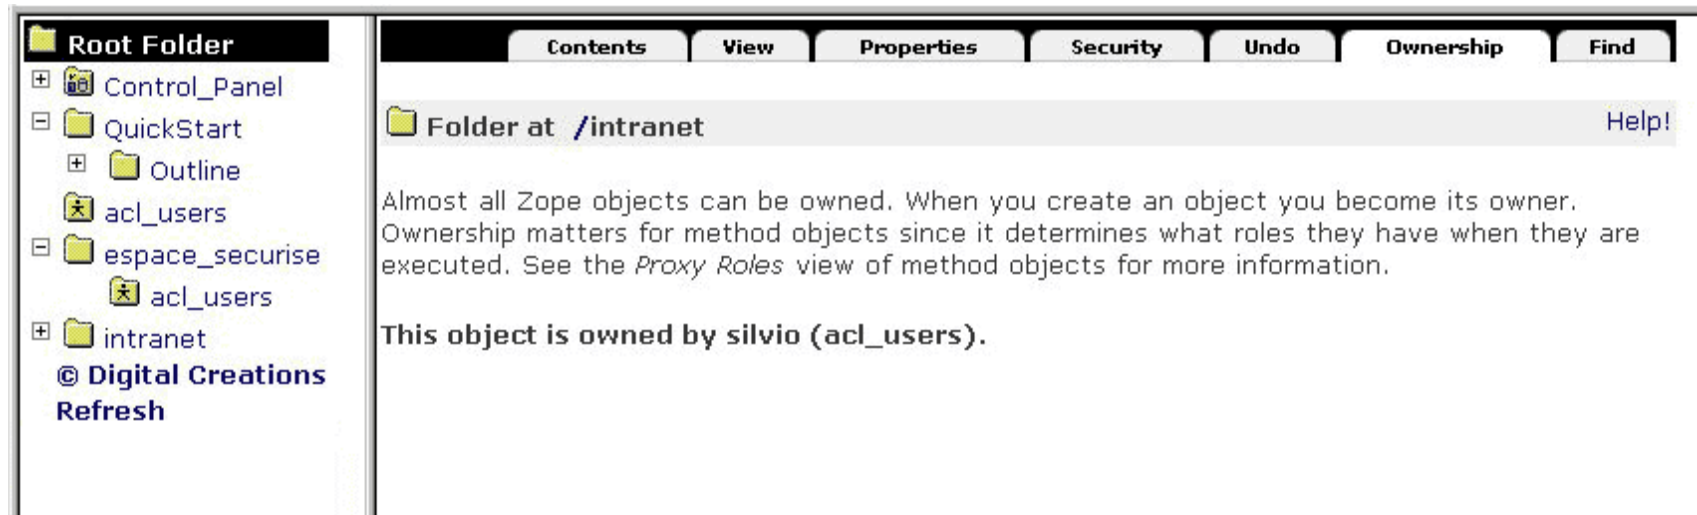 Root Folder
Control_Panel
QuickStart
Outline
acl_users
espace_securise
acl_users
intranet
© Digital Creations
Refresh
Contents View Properties Security Undo Ownership Find
Folder at /intranet Help!
Almost all Zope objects can be owned. When you create an object you become its owner.
Ownership matters for method objects since it determines what roles they have when they are
executed. See the Proxy Roles view of method objects for more information.
This object is owned by silvio (acl_users).